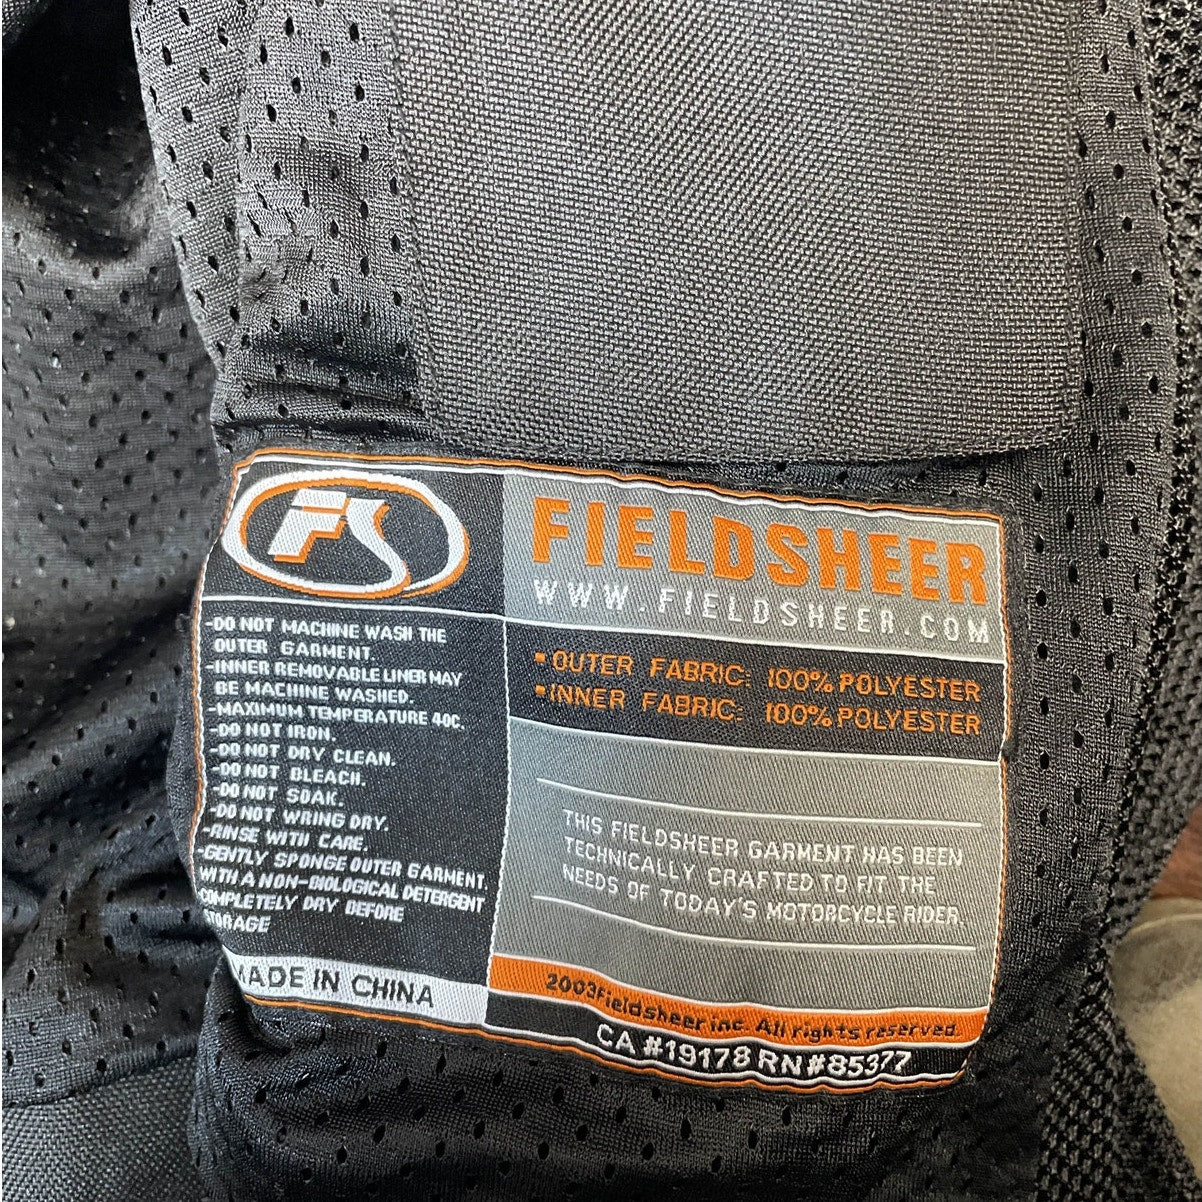 FS
-DO NOT MACHINE WASH THE
OUTER GARMENT.
-INNER REMOVABLE LINER MAY
BE MACHINE WASHED.
-MAXIMUM TEMPERATURE 40C.
-DO NOT IRON.
-DO NOT DRY CLEAN.
-DO NOT BLEACH.
-DO NOT SOAK.
-DO NOT WRING DRY.
-RINSE WITH CARE.
-GENTLY SPONGE OUTER GARMENT.
WITH A NON-BIOLOGICAL DETERGENT
COMPLETELY DRY BEFORE
STORAGE
MADE IN CHINA
FIELDSHEER
WWW.FIELDSHEER.COM
▪OUTER FABRIC: 100% POLYESTER
▪INNER FABRIC: 100% POLYESTER
THIS FIELDSHEER GARMENT HAS BEEN
TECHNICALLY CRAFTED TO FIT THE
NEEDS OF TODAY'S MOTORCYCLE RIDER.
2003Fieldsheer inc. All rights reserved.
CA #19178 RN#85377